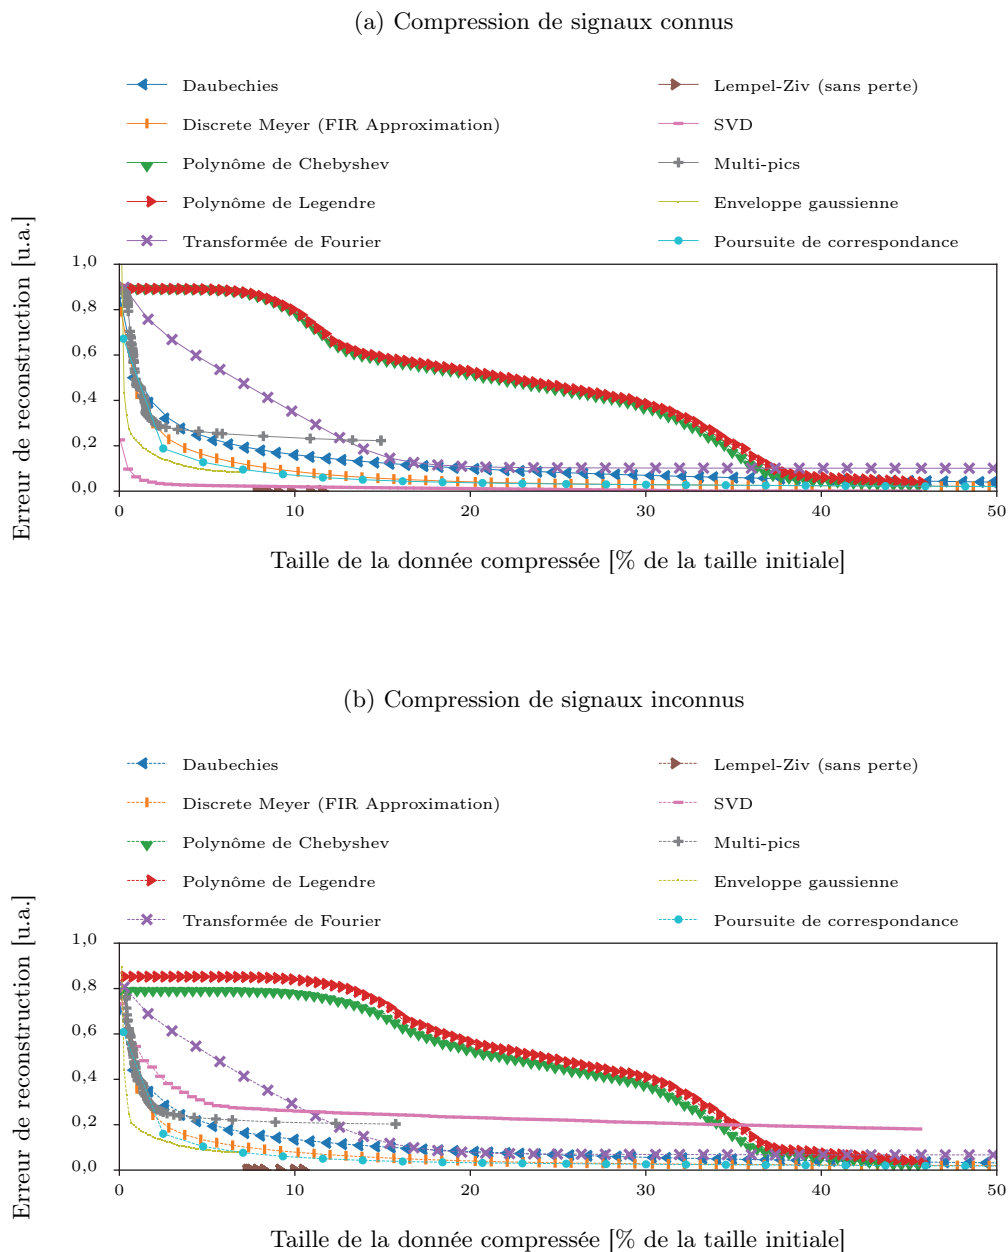 (a) Compression de signaux connus
Daubechies
Discrete Meyer (FIR Approximation)
Polynôme de Chebyshev
Polynôme de Legendre
Transformée de Fourier
Lempel-Ziv (sans perte)
SVD
Multi-pics
Enveloppe gaussienne
Poursuite de correspondance
Erreur de reconstruction [u.a.]
1,0
0,8
0,6
0,4
0,2
0,0
0 10 20 30 40 50
Taille de la donnée compressée [% de la taille initiale]
(b) Compression de signaux inconnus
Daubechies
Discrete Meyer (FIR Approximation)
Polynôme de Chebyshev
Polynôme de Legendre
Transformée de Fourier
Lempel-Ziv (sans perte)
SVD
Multi-pics
Enveloppe gaussienne
Poursuite de correspondance
Erreur de reconstruction [u.a.]
1,0
0,8
0,6
0,4
0,2
0,0
0 10 20 30 40 50
Taille de la donnée compressée [% de la taille initiale]